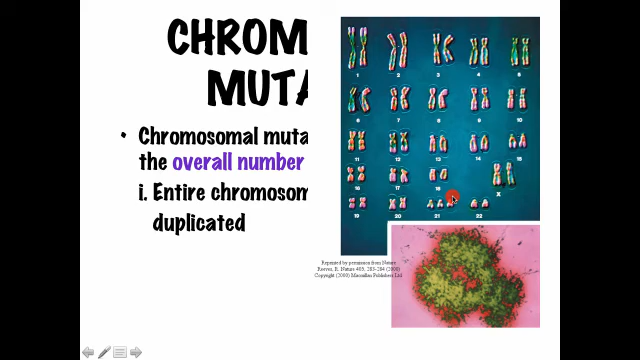 CHROM
MUTA
• Chromosomal muta
the overall number
i. Entire chromosom
duplicated
1 2 3 4 5
6 7 8 9 10
11 12 13 14 15
16 17 18 X
19 20 21 22
Reprinted by permission from Nature
Reeves, R. Nature 405, 283-284 (2000)
Copyright (2000) Macmillan Publishers Ltd